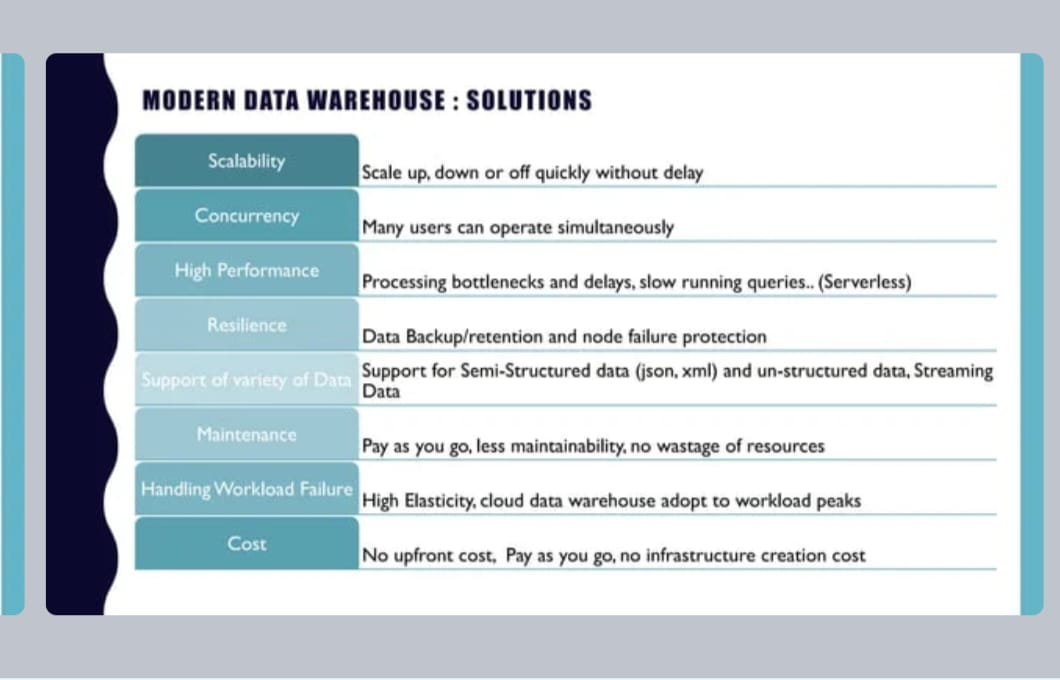 MODERN DATA WAREHOUSE : SOLUTIONS
Scalability
Scale up, down or off quickly without delay
Concurrency
Many users can operate simultaneously
High Performance
Processing bottlenecks and delays, slow running queries.. (Serverless)
Resilience
Data Backup/retention and node failure protection
Support of variety of Data
Support for Semi-Structured data (json, xml) and un-structured data, Streaming
Data
Maintenance
Pay as you go, less maintainability, no wastage of resources
Handling Workload Failure
High Elasticity, cloud data warehouse adopt to workload peaks
Cost
No upfront cost,  Pay as you go, no infrastructure creation cost